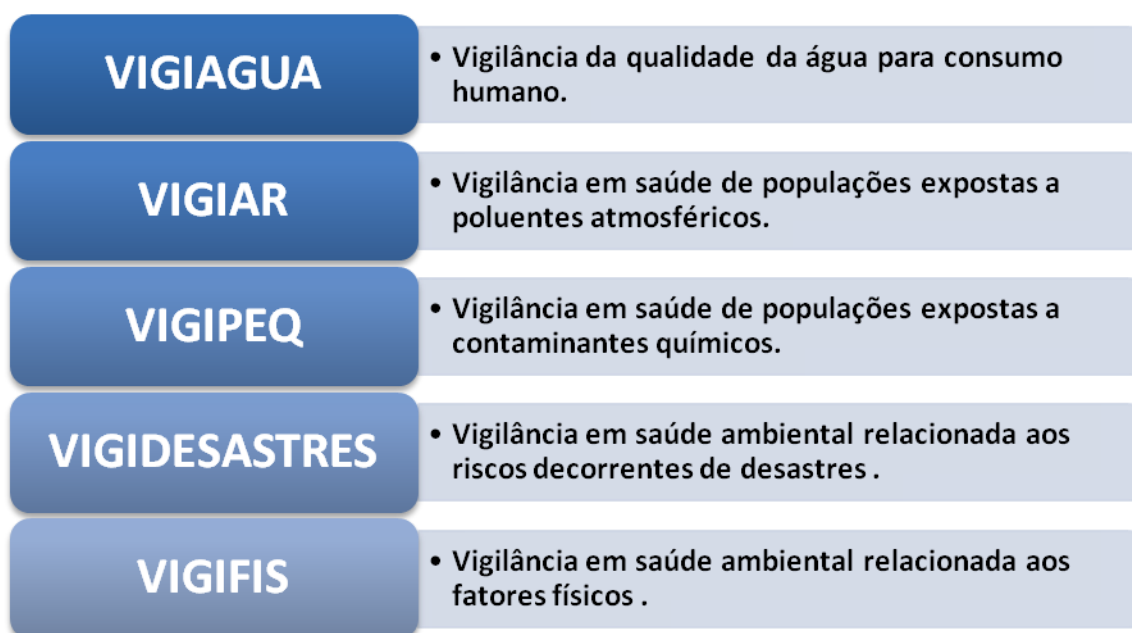 VIGIAGUA
• Vigilância da qualidade da água para consumo
humano.
VIGIAR
• Vigilância em saúde de populações expostas a
poluentes atmosféricos.
VIGIPEQ
• Vigilância em saúde de populações expostas a
contaminantes químicos.
VIGIDESASTRES
• Vigilância em saúde ambiental relacionada aos
riscos decorrentes de desastres .
VIGIFIS
• Vigilância em saúde ambiental relacionada aos
fatores físicos .